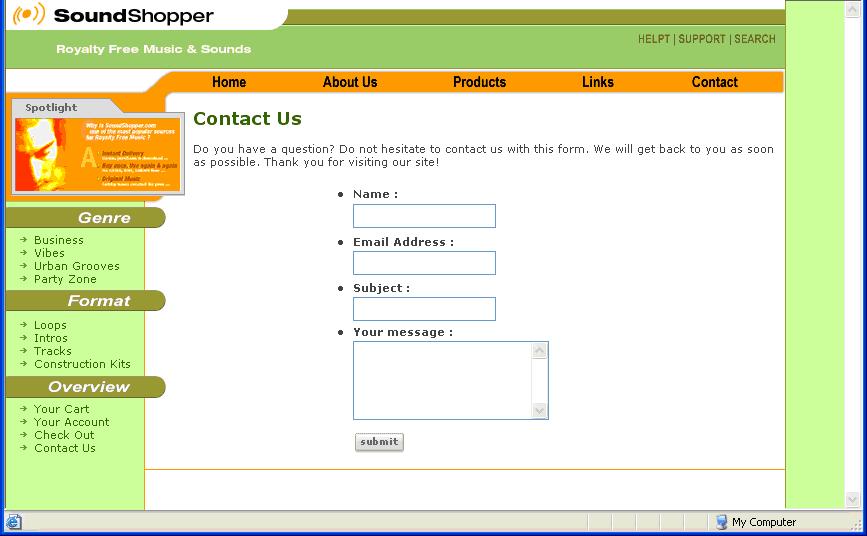 SoundShopper
Royalty Free Music & Sounds
HELPT | SUPPORT | SEARCH
Home About Us Products Links Contact
Spotlight
Why is SoundShopper.com
one of the most popular sources
for Royalty Free Music ?
A
Instant Delivery
Buy once, Use again & again
Original Music
Contact Us
Do you have a question? Do not hesitate to contact us with this form. We will get back to you as soon
as possible. Thank you for visiting our site!
Name :
Email Address :
Subject :
Your message :
submit
Genre
Business
Vibes
Urban Grooves
Party Zone
Format
Loops
Intros
Tracks
Construction Kits
Overview
Your Cart
Your Account
Check Out
Contact Us
My Computer